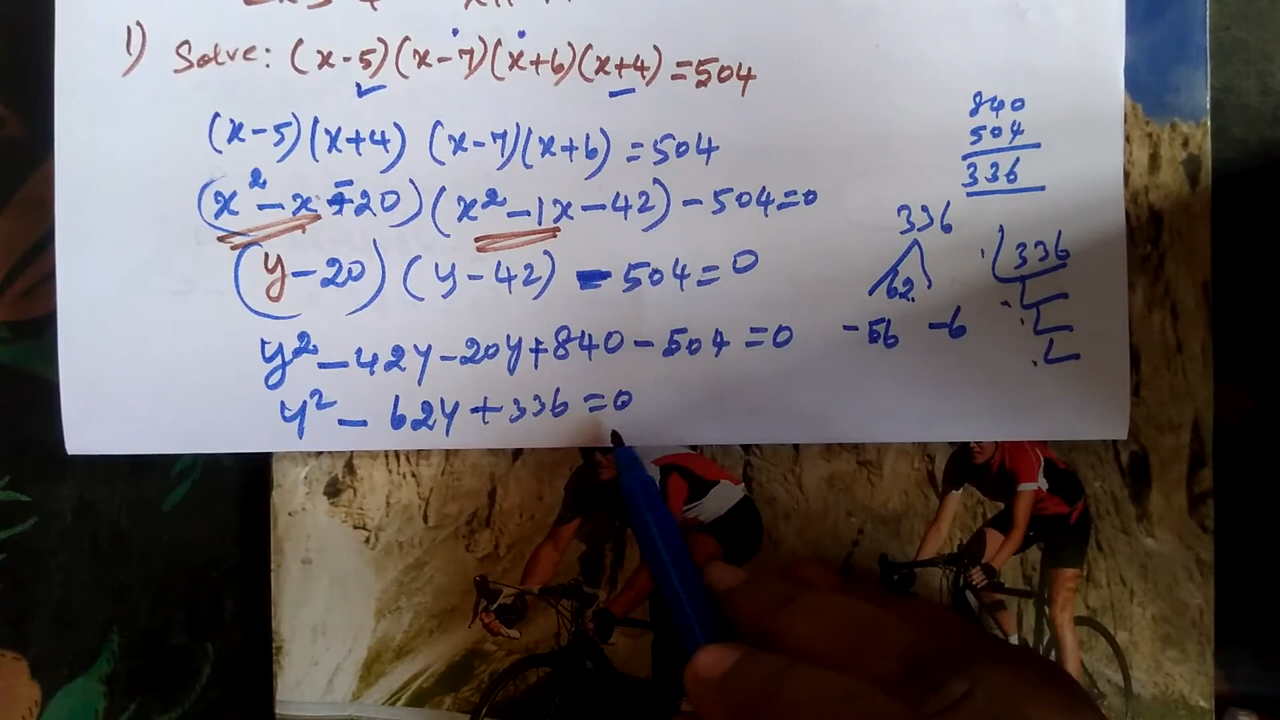 1) Solve: (x-5)(x-7)(x+6)(x+4) =504
(x-5)(x+4) (x-7)(x+6) =504
(x²-x-20)(x²-1x-42)-504=0
(y-20)(y-42) -504=0
y²-42y-20y+840-504=0
y²-62y+336=0
840
504
336
336
62
-56 -6
336